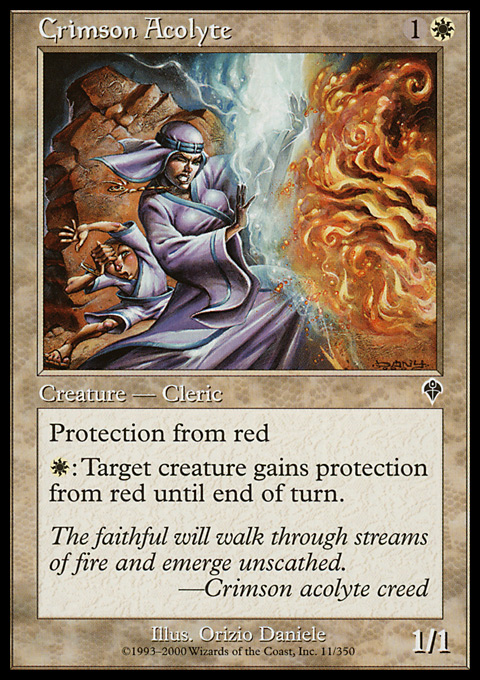 Crimson Acolyte 1
DANY
Creature — Cleric
Protection from red
: Target creature gains protection
from red until end of turn.
The faithful will walk through streams
of fire and emerge unscathed.
—Crimson acolyte creed
Illus. Orizio Daniele
1/1
©1993–2000 Wizards of the Coast, Inc. 11/350